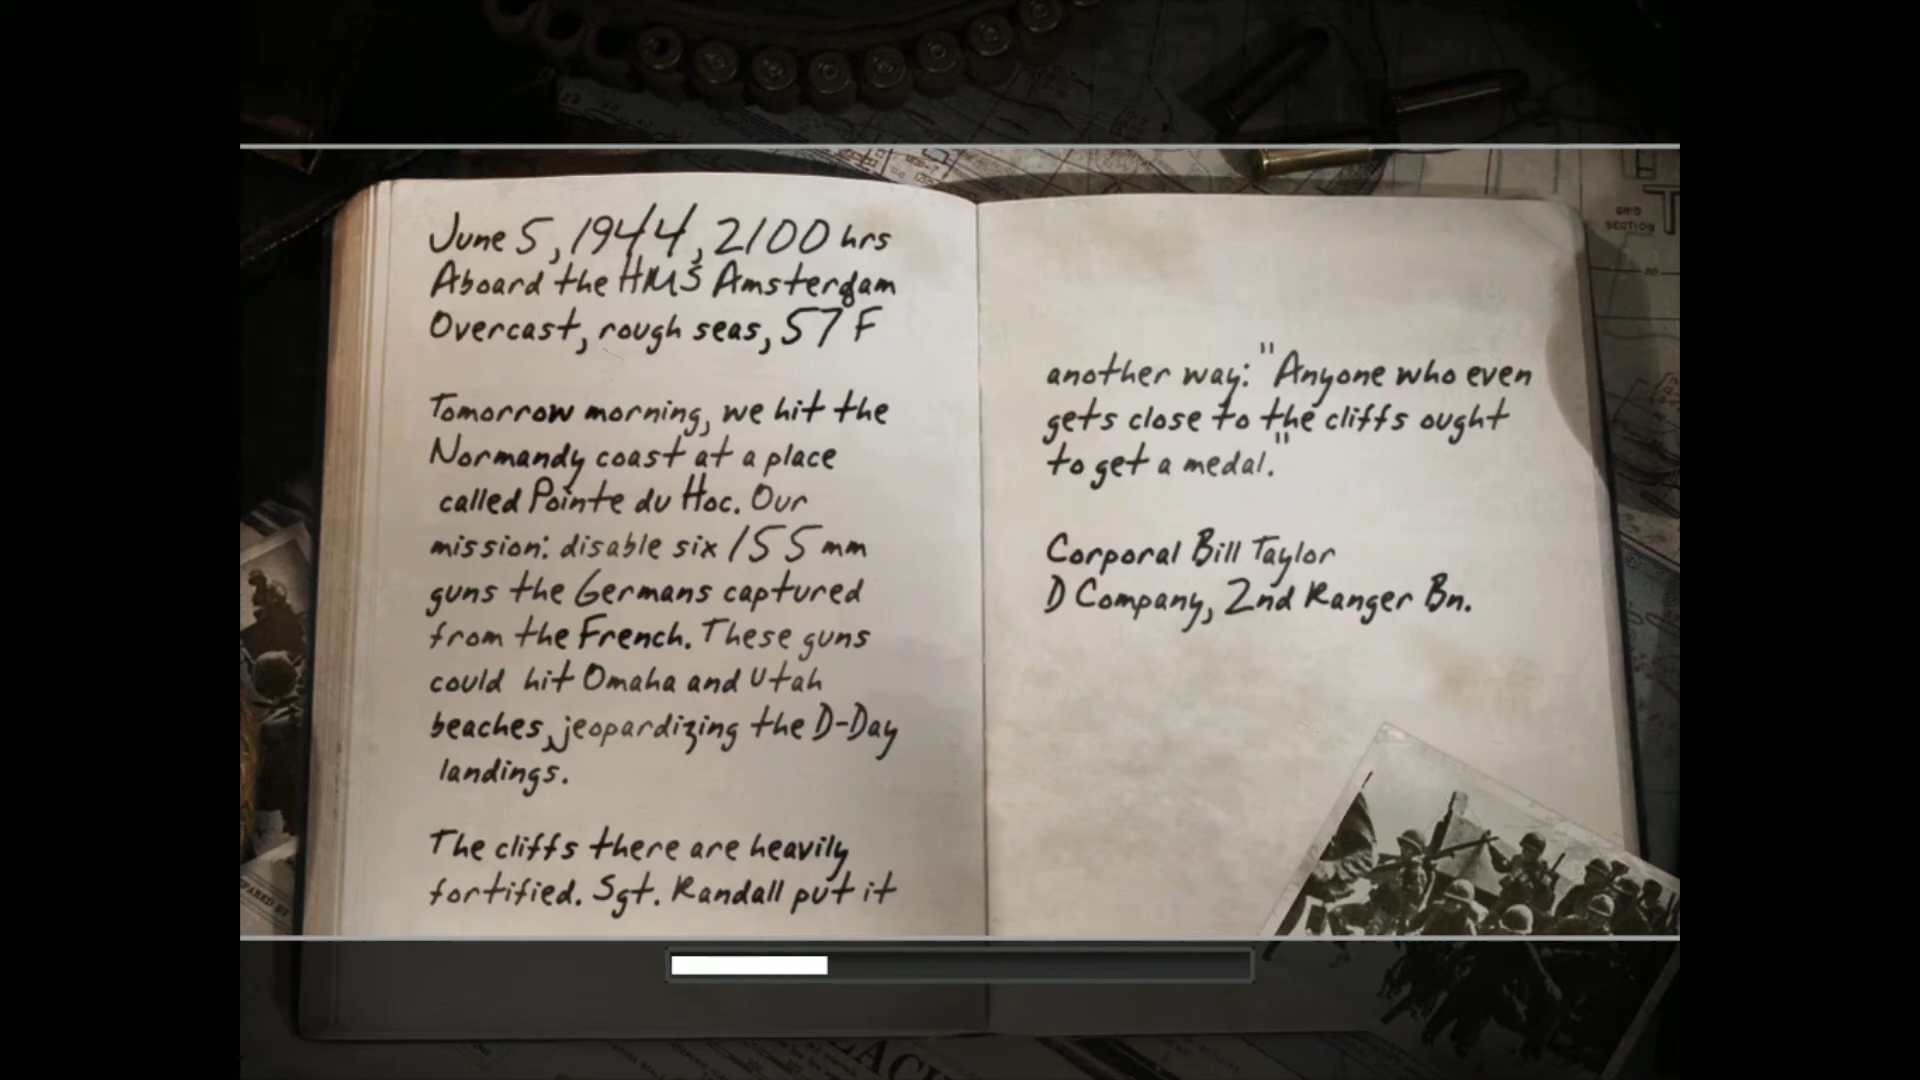 June 5, 1944, 2100 hrs
Aboard the HMS Amsterdam
Overcast, rough seas, 57 F
Tomorrow morning, we hit the
Normandy coast at a place
called Pointe du Hoc. Our
mission: disable six 155 mm
guns the Germans captured
from the French. These guns
could hit Omaha and Utah
beaches, jeopardizing the D-Day
landings.
The cliffs there are heavily
fortified. Sgt. Randall put it
another way: "Anyone who even
gets close to the cliffs ought
to get a medal."
Corporal Bill Taylor
D Company, 2nd Ranger Bn.
GRID
SECTION